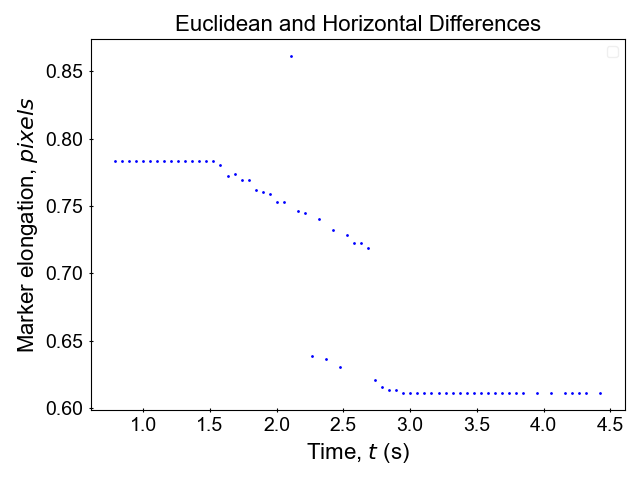 Euclidean and Horizontal Differences
0.85
0.80
0.75
0.70
0.65
0.60
Marker elongation, pixels
1.0 1.5 2.0 2.5 3.0 3.5 4.0 4.5
Time, t (s)